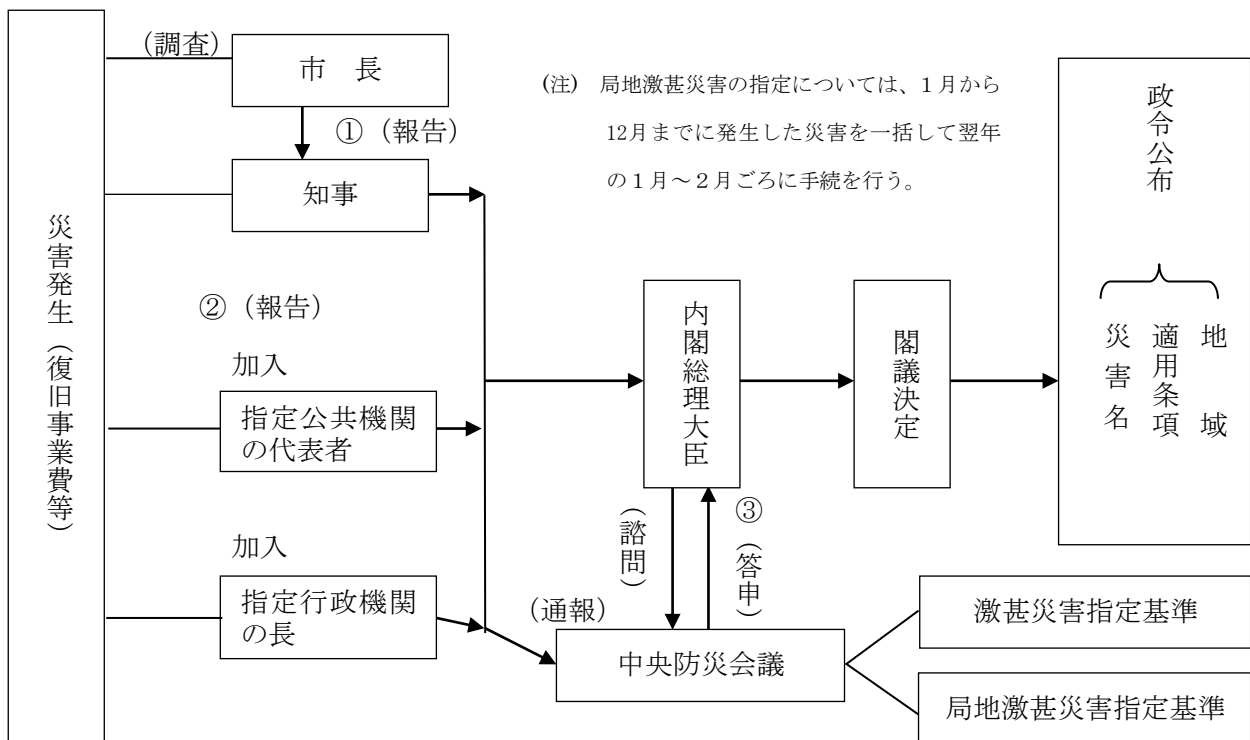 災害発生（復旧事業費等）
（調査）
市　長
①（報告）
知事
②（報告）
加入
指定公共機関
の代表者
加入
指定行政機関
の長
(注)　局地激甚災害の指定については、１月から
12月までに発生した災害を一括して翌年
の１月～２月ごろに手続を行う。
内閣総理大臣
閣議決定
政令公布
災害名
適用条項
地　域
（諮問）
③（答申）
（通報）
中央防災会議
激甚災害指定基準
局地激甚災害指定基準